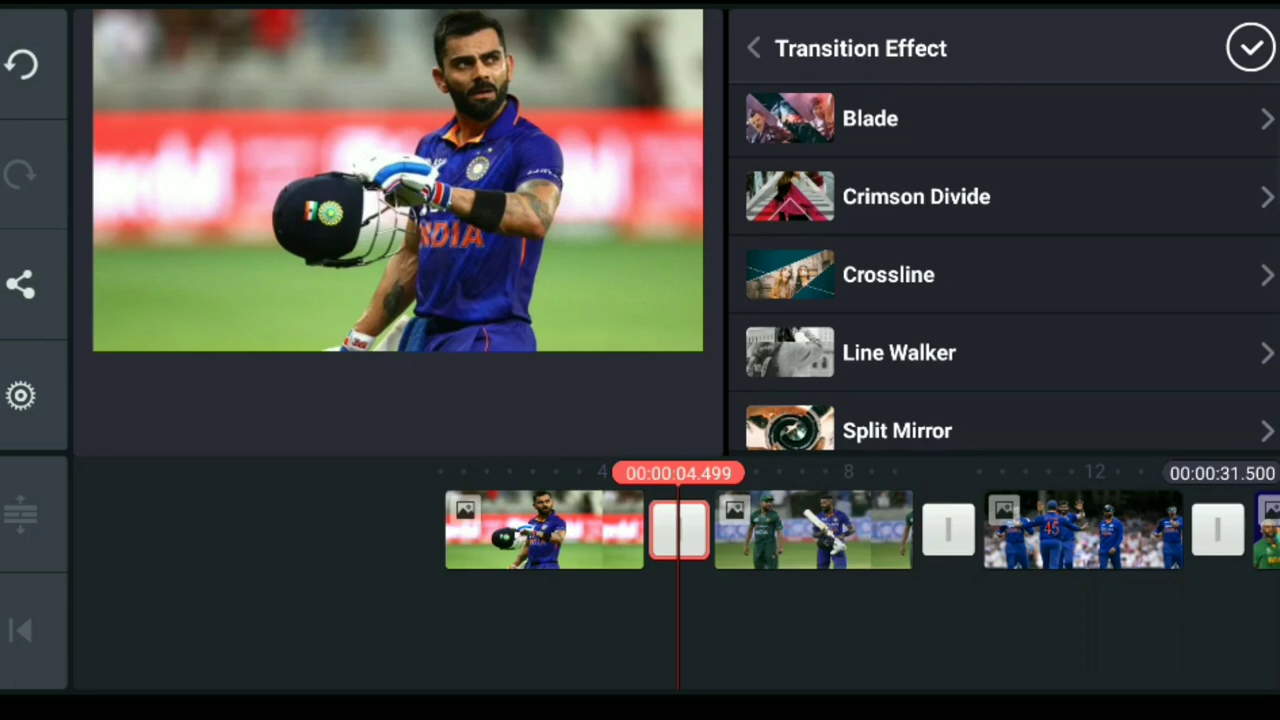 Transition Effect
Blade
Crimson Divide
Crossline
Line Walker
Split Mirror
INDIA
4
00:00:04.499
8
12
00:00:31.500
45